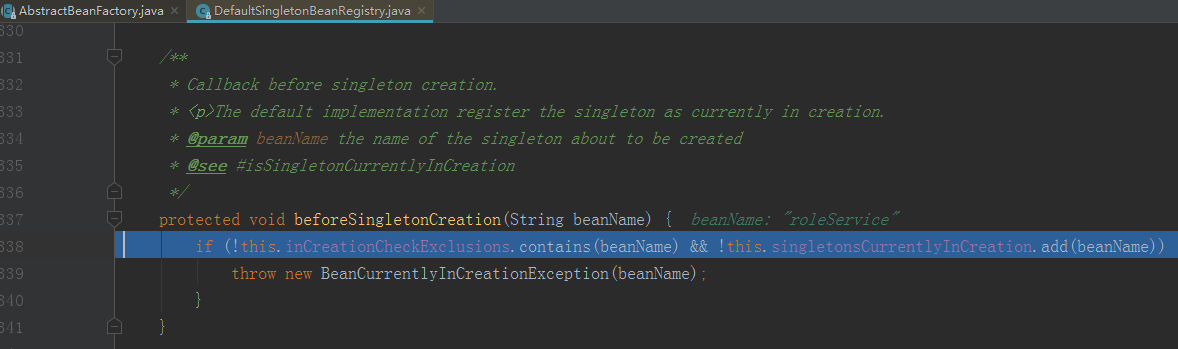 AbstractBeanFactory.java × DefaultSingletonBeanRegistry.java ×
330
331 /**
332 * Callback before singleton creation.
333 * <p>The default implementation register the singleton as currently in creation.
334 * @param beanName the name of the singleton about to be created
335 * @see #isSingletonCurrentlyInCreation
336 */
337 protected void beforeSingletonCreation(String beanName) { beanName: "roleService"
338 if (!this.inCreationCheckExclusions.contains(beanName) && !this.singletonsCurrentlyInCreation.add(beanName))
339 throw new BeanCurrentlyInCreationException(beanName);
340 }
341 }